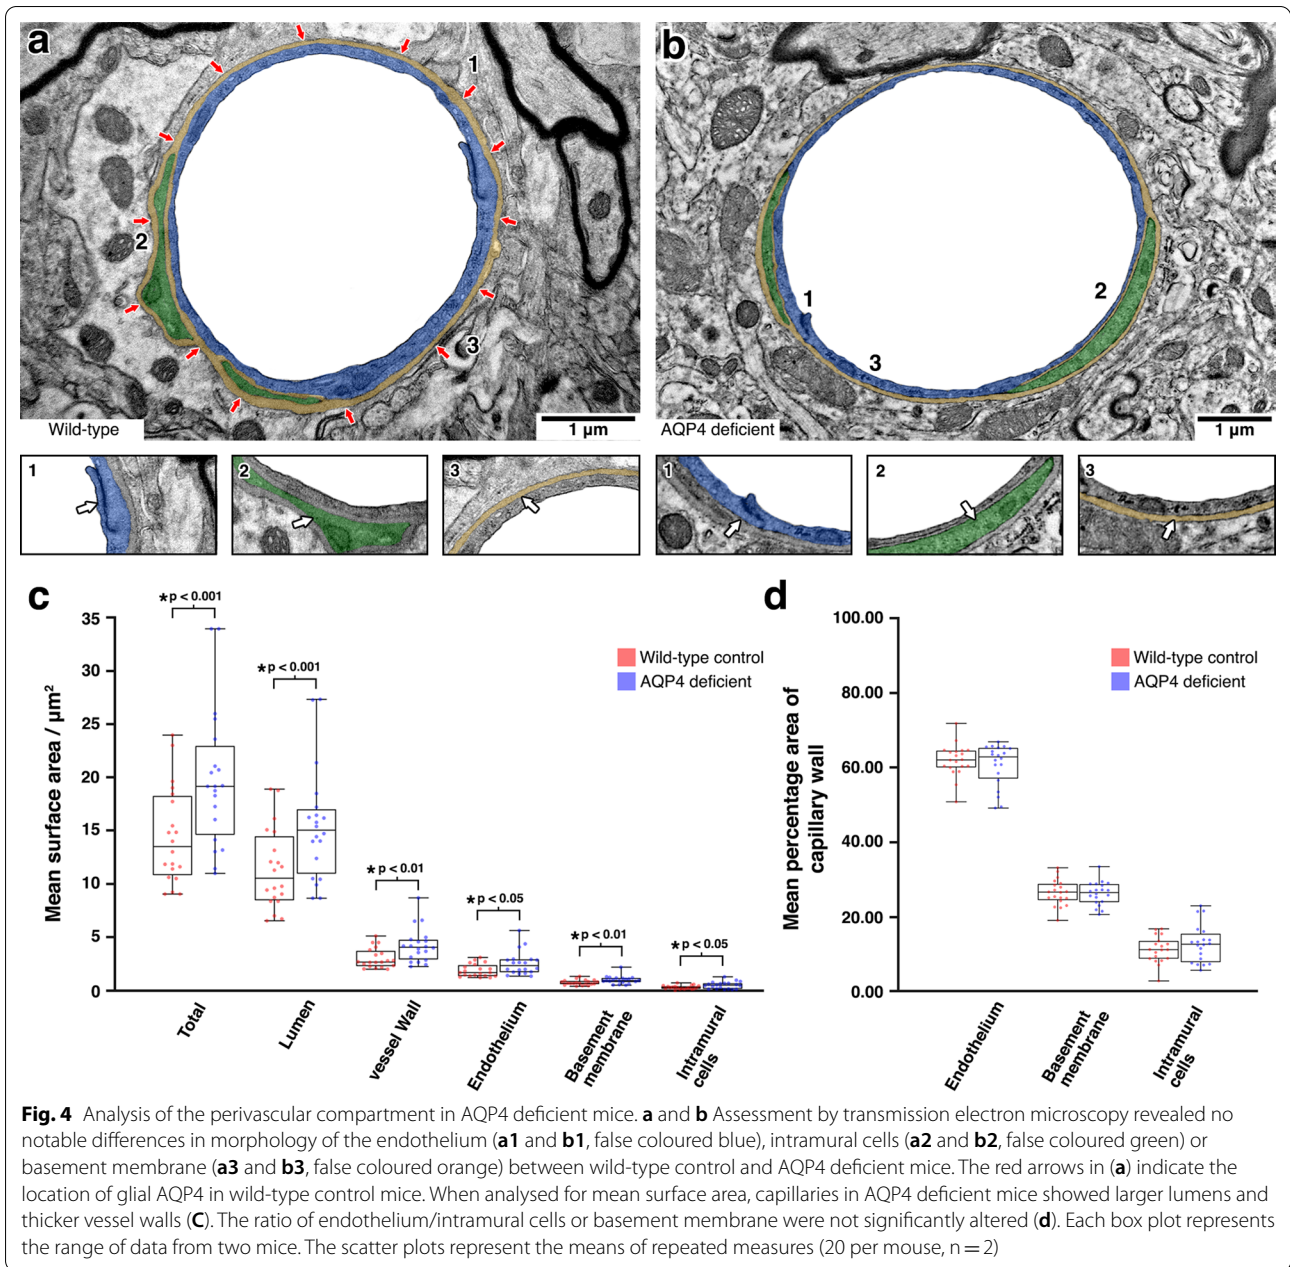 a
1
2
3
Wild-type
1 µm
b
1
2
3
AQP4 deficient
1 µm
1
2
3
1
2
3
c
Mean surface area / µm²
35
30
25
20
15
10
5
0
*p < 0.001
*p < 0.001
*p < 0.01
*p < 0.05
*p < 0.01
*p < 0.05
Wild-type control
AQP4 deficient
Total
Lumen
vessel Wall
Endothelium
Basement
membrane
Intramural
cells
d
Mean percentage area of
capillary wall
100.00
80.00
60.00
40.00
20.00
0.00
Wild-type control
AQP4 deficient
Endothelium
Basement
membrane
Intramural
cells
Fig. 4 Analysis of the perivascular compartment in AQP4 deficient mice. a and b Assessment by transmission electron microscopy revealed no
notable differences in morphology of the endothelium (a1 and b1, false coloured blue), intramural cells (a2 and b2, false coloured green) or
basement membrane (a3 and b3, false coloured orange) between wild-type control and AQP4 deficient mice. The red arrows in (a) indicate the
location of glial AQP4 in wild-type control mice. When analysed for mean surface area, capillaries in AQP4 deficient mice showed larger lumens and
thicker vessel walls (C). The ratio of endothelium/intramural cells or basement membrane were not significantly altered (d). Each box plot represents
the range of data from two mice. The scatter plots represent the means of repeated measures (20 per mouse, n = 2)